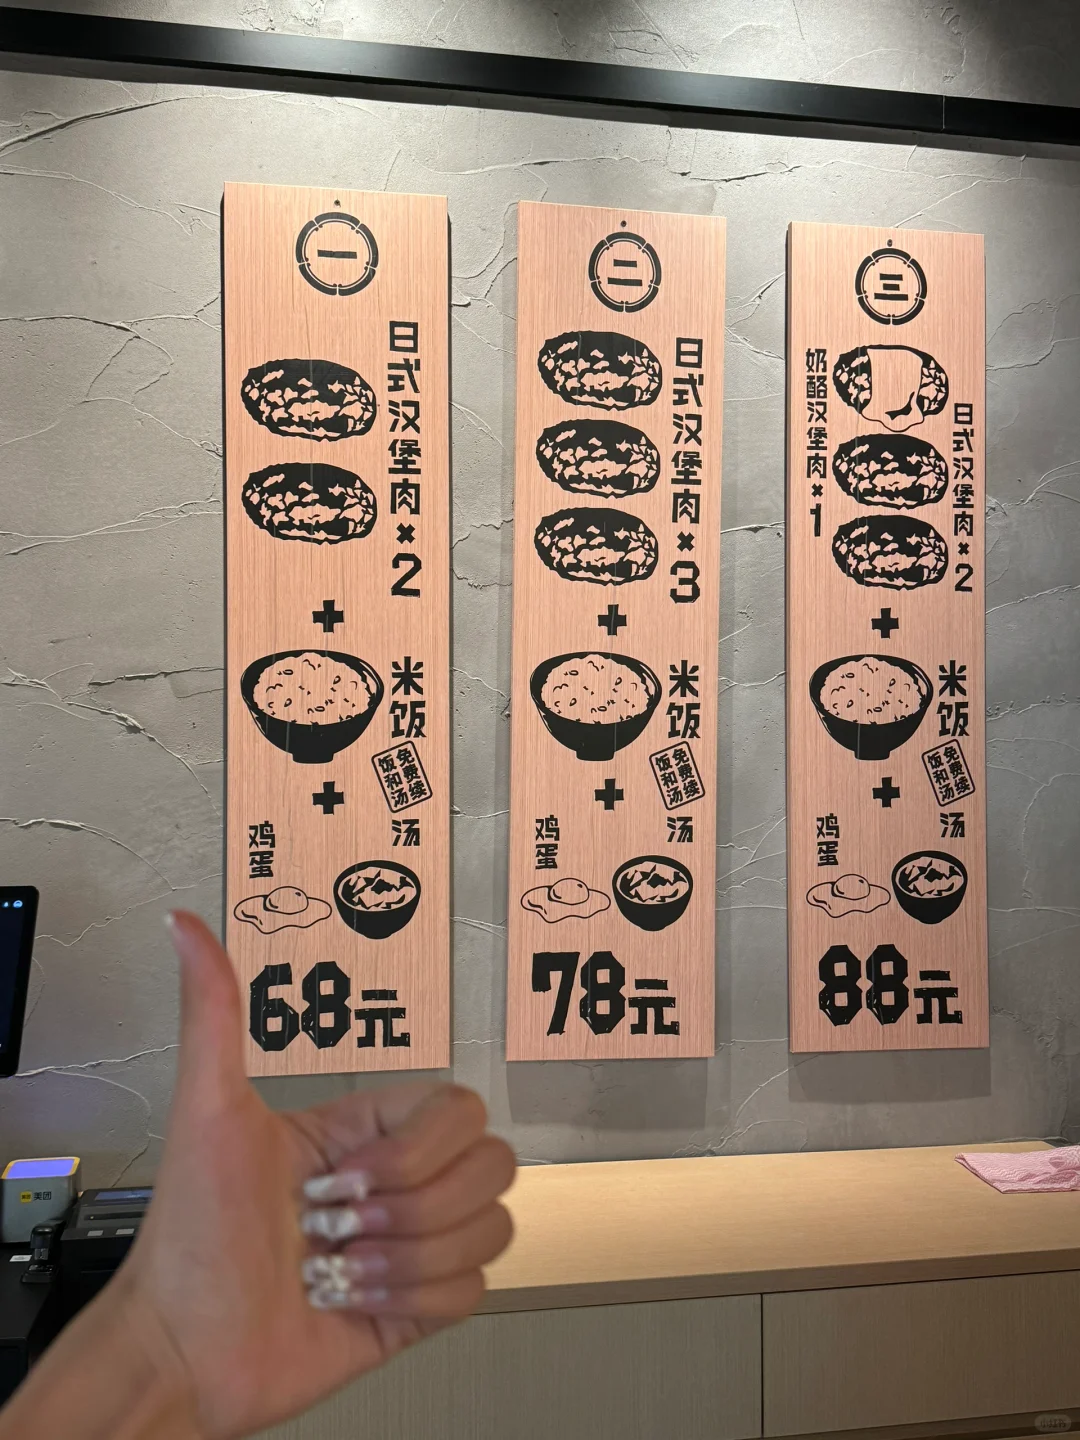 一
日式汉堡肉×2
+
米饭
免费续
饭和汤
+
鸡蛋
汤
68元
二
日式汉堡肉×3
+
米饭
免费续
饭和汤
+
鸡蛋
汤
78元
三
奶酪汉堡肉×1
日式汉堡肉×2
+
米饭
免费续
饭和汤
+
鸡蛋
汤
88元
美团
小红书